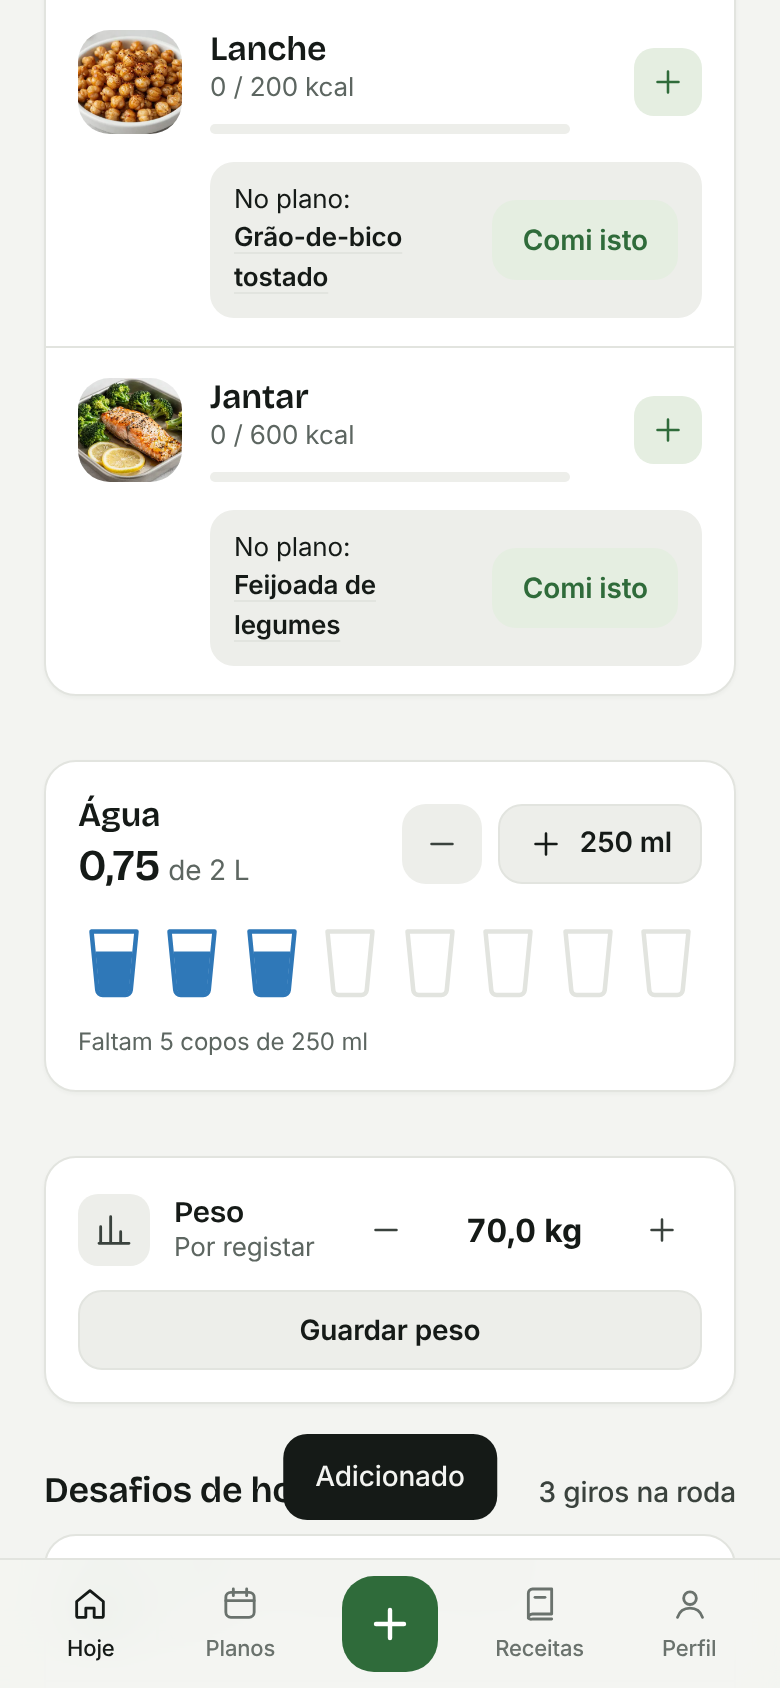 Lanche
0 / 200 kcal
No plano:
Grão-de-bico
tostado
Comi isto
Jantar
0 / 600 kcal
No plano:
Feijoada de
legumes
Comi isto
Água
0,75 de 2 L
250 ml
Faltam 5 copos de 250 ml
Peso
Por registar
70,0 kg
Guardar peso
Desafios de
3 giros na roda
Adicionado
Hoje
Planos
Receitas
Perfil